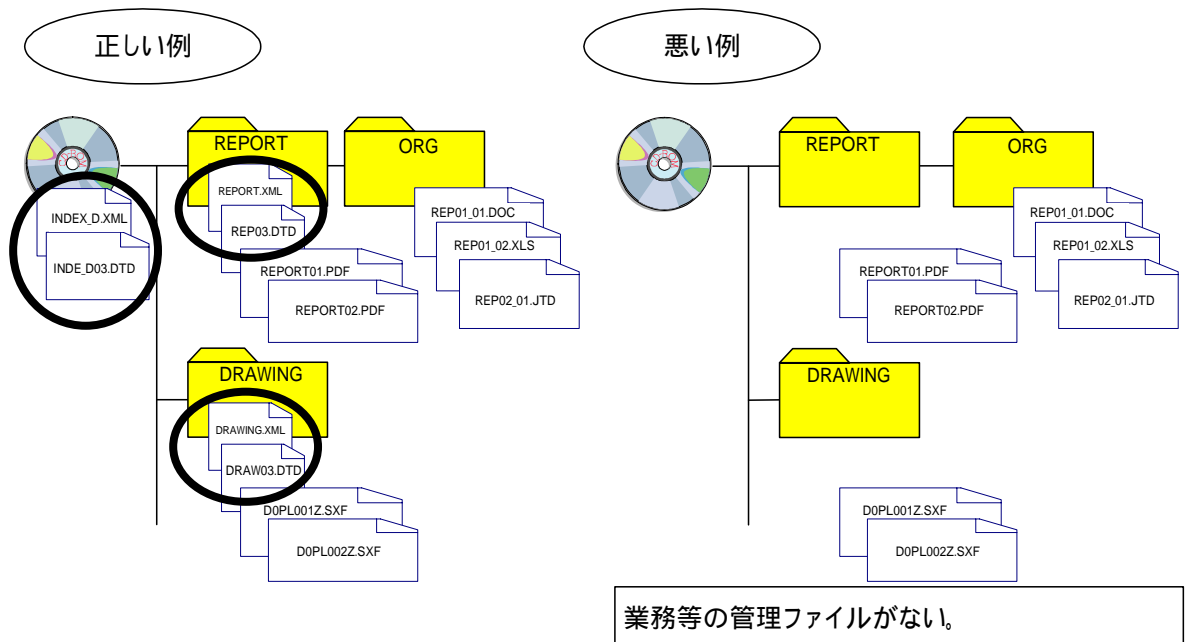 正しい例
REPORT
ORG
INDEX_D.XML
INDE_D03.DTD
REPORT.XML
REP03.DTD
REPORT01.PDF
REPORT02.PDF
REP01_01.DOC
REP01_02.XLS
REP02_01.JTD
DRAWING
DRAWING.XML
DRAW03.DTD
D0PL001Z.SXF
D0PL002Z.SXF
悪い例
REPORT
ORG
REP01_01.DOC
REP01_02.XLS
REP02_01.JTD
REPORT01.PDF
REPORT02.PDF
DRAWING
D0PL001Z.SXF
D0PL002Z.SXF
業務等の管理ファイルがない。